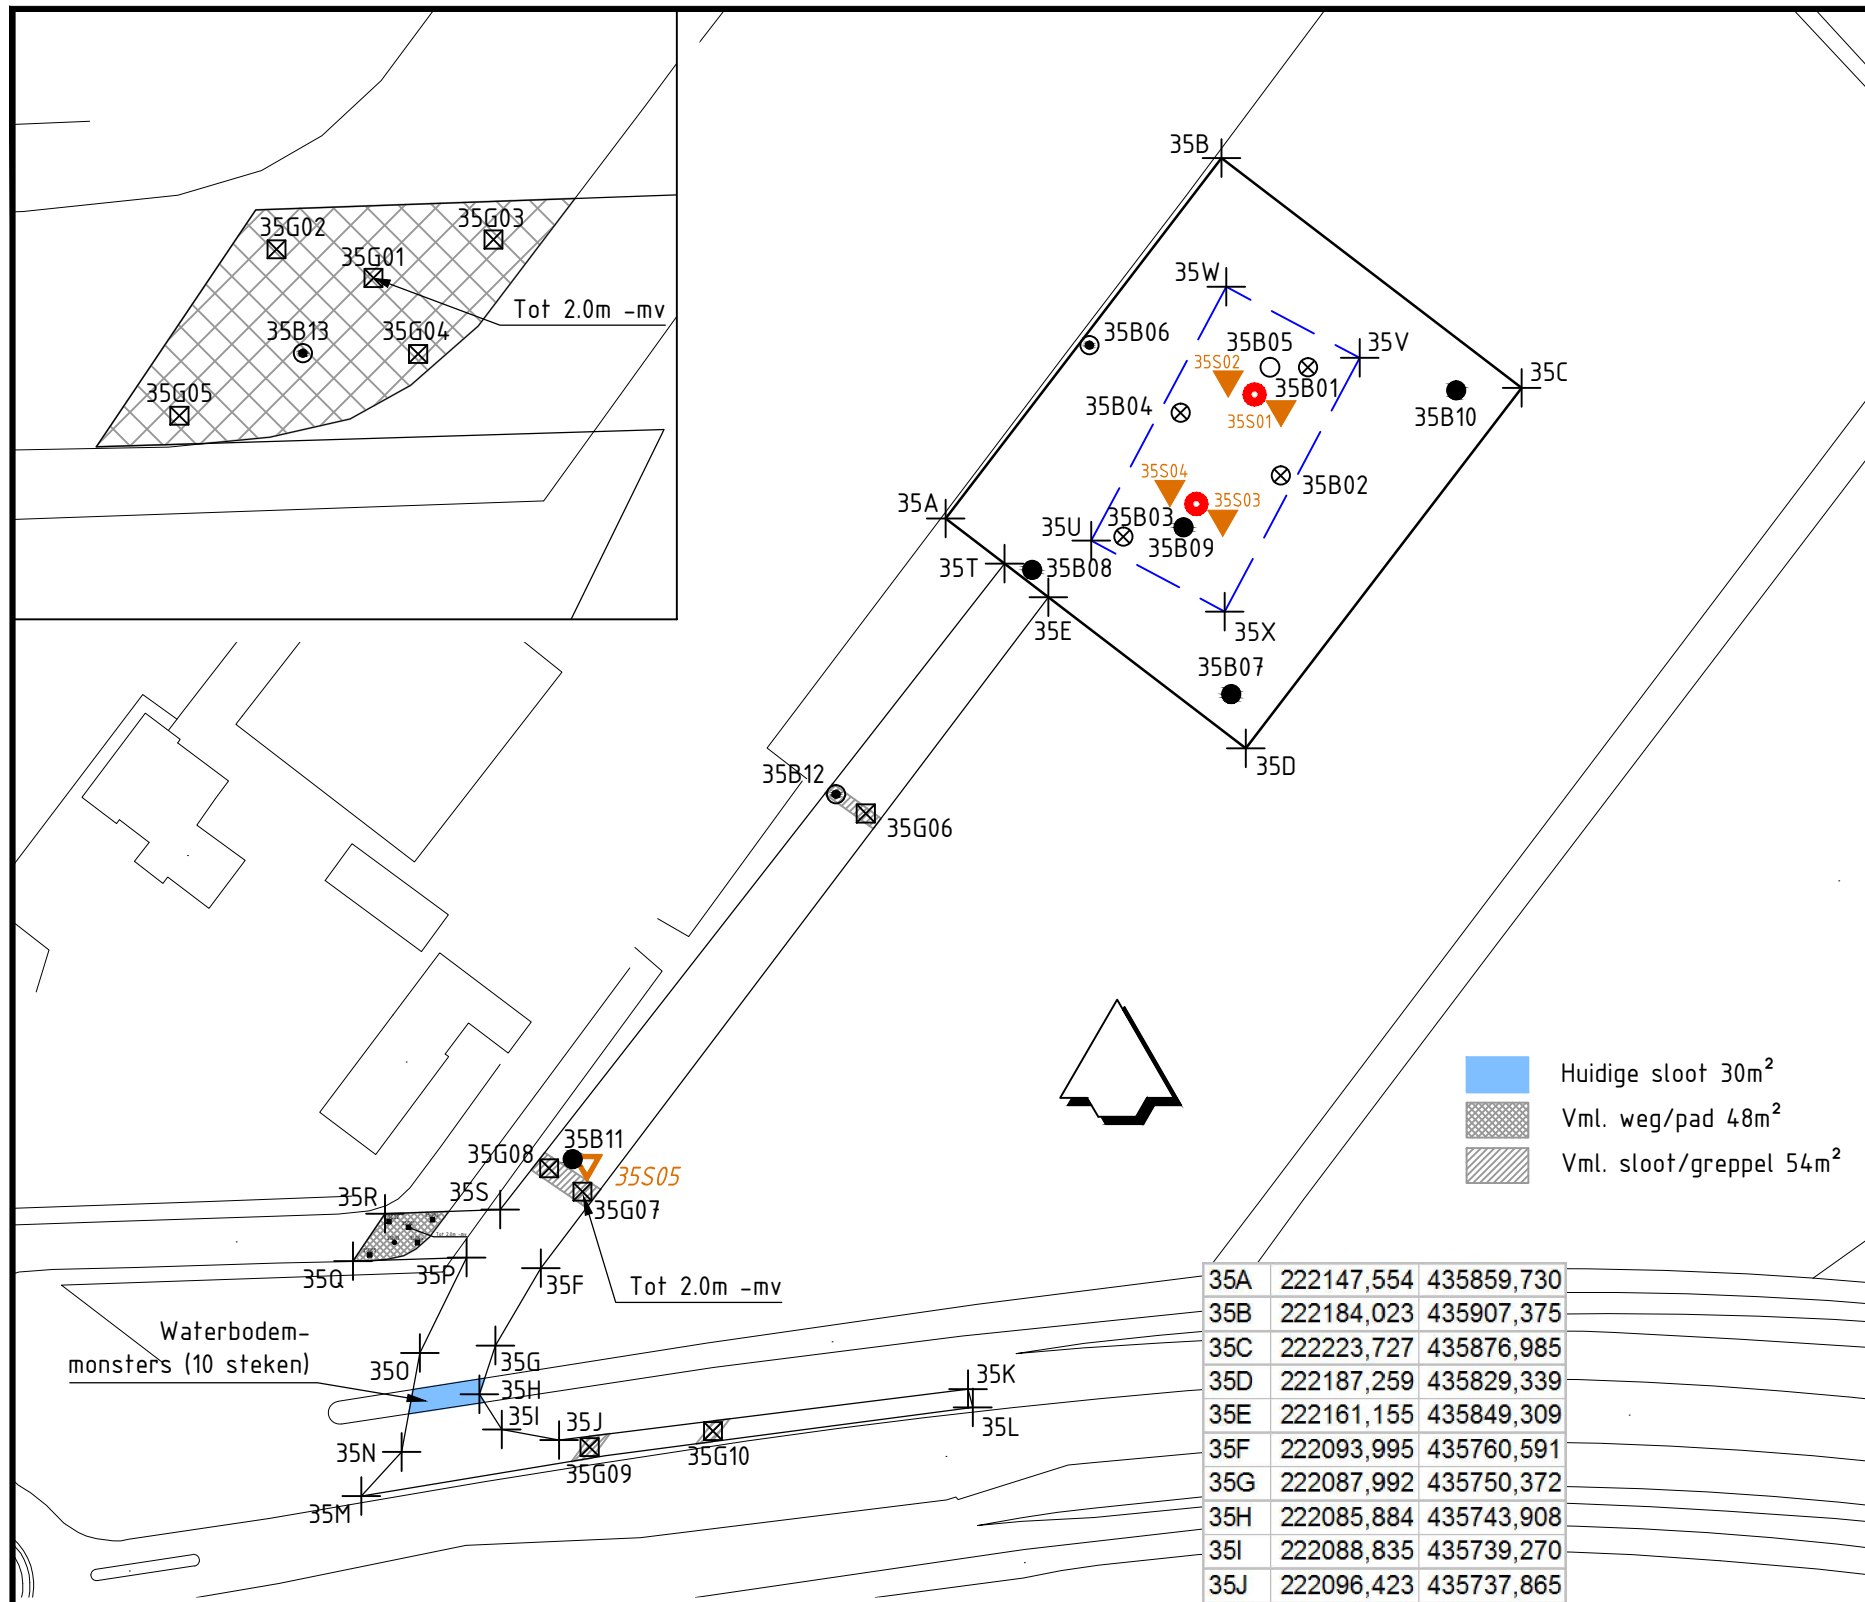 35G02
35G03
35G01
Tot 2.0m -mv
35B13
35G04
35G05
35B
35W
35B06
35B05
35V
35S02
35B01
35C
35B04
35S01
35B10
35S04
35B02
35A
35S03
35U
35B03
35B09
35T
35B08
35E
35X
35B07
35D
35B12
35G06
Huidige sloot 30m²
Vml. weg/pad 48m²
Vml. sloot/greppel 54m²
35B11
35G08
35S05
35R
35S
35G07
35Q
35P
35F
Tot 2.0m -mv
Waterbodem-
monsters (10 steken)
35O
35G
35H
35K
35I
35J
35L
35N
35G09
35G10
35M
35A 222147,554 435859,730
35B 222184,023 435907,375
35C 222223,727 435876,985
35D 222187,259 435829,339
35E 222161,155 435849,309
35F 222093,995 435760,591
35G 222087,992 435750,372
35H 222085,884 435743,908
35I 222088,835 435739,270
35J 222096,423 435737,865